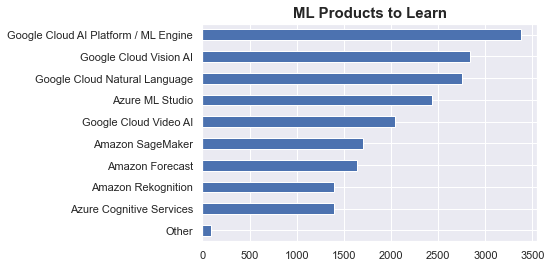 ML Products to Learn
Google Cloud AI Platform / ML Engine
Google Cloud Vision AI
Google Cloud Natural Language
Azure ML Studio
Google Cloud Video AI
Amazon SageMaker
Amazon Forecast
Amazon Rekognition
Azure Cognitive Services
Other
0 500 1000 1500 2000 2500 3000 3500